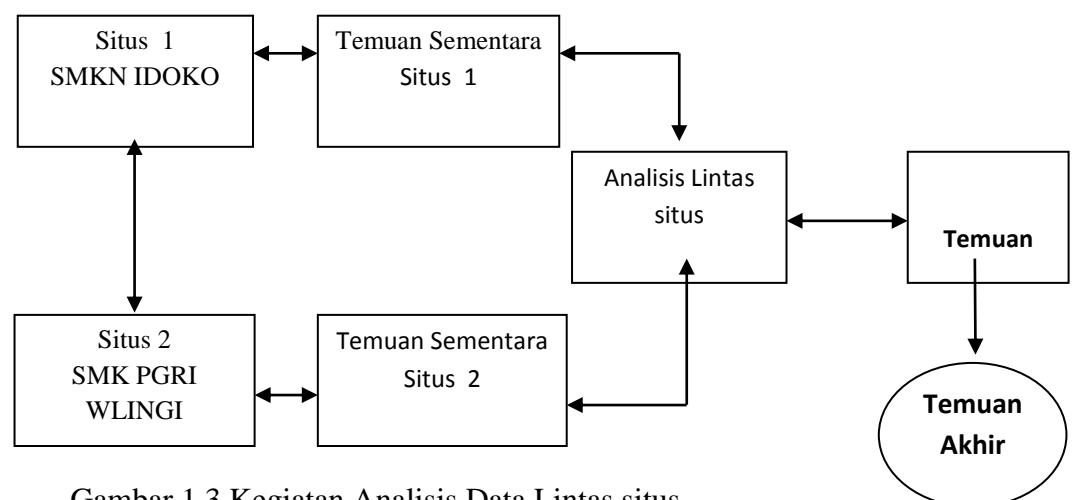 Situs 1
SMKN IDOKO
Temuan Sementara
Situs 1
Analisis Lintas
situs
Temuan
Situs 2
SMK PGRI
WLINGI
Temuan Sementara
Situs 2
Temuan
Akhir
Gambar 1.3 Kegiatan Analisis Data Lintas situs